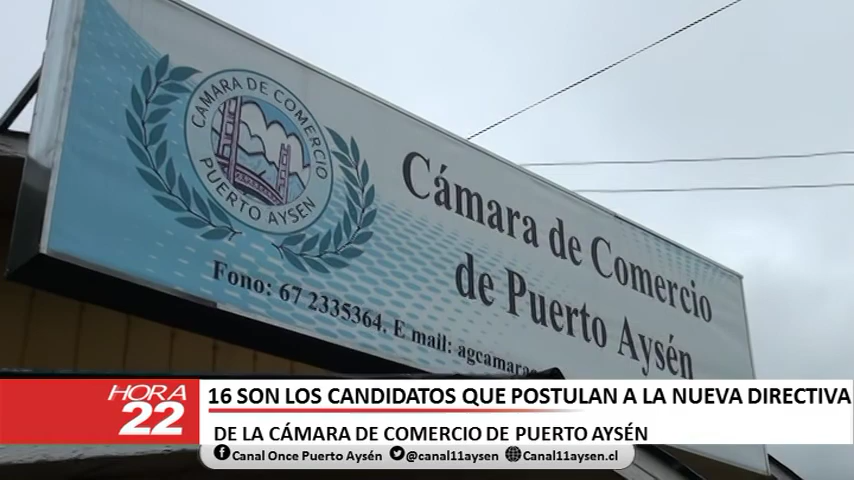 CAMARA DE COMERCIO
PUERTO AYSEN
Cámara de Comercio
de Puerto Aysén
Fono: 67 2335364. E mail:
HORA
22
16 SON LOS CANDIDATOS QUE POSTULAN A LA NUEVA DIRECTIVA
DE LA CÁMARA DE COMERCIO DE PUERTO AYSÉN
Canal Once Puerto Aysén @canal11aysen Canal11aysen.cl